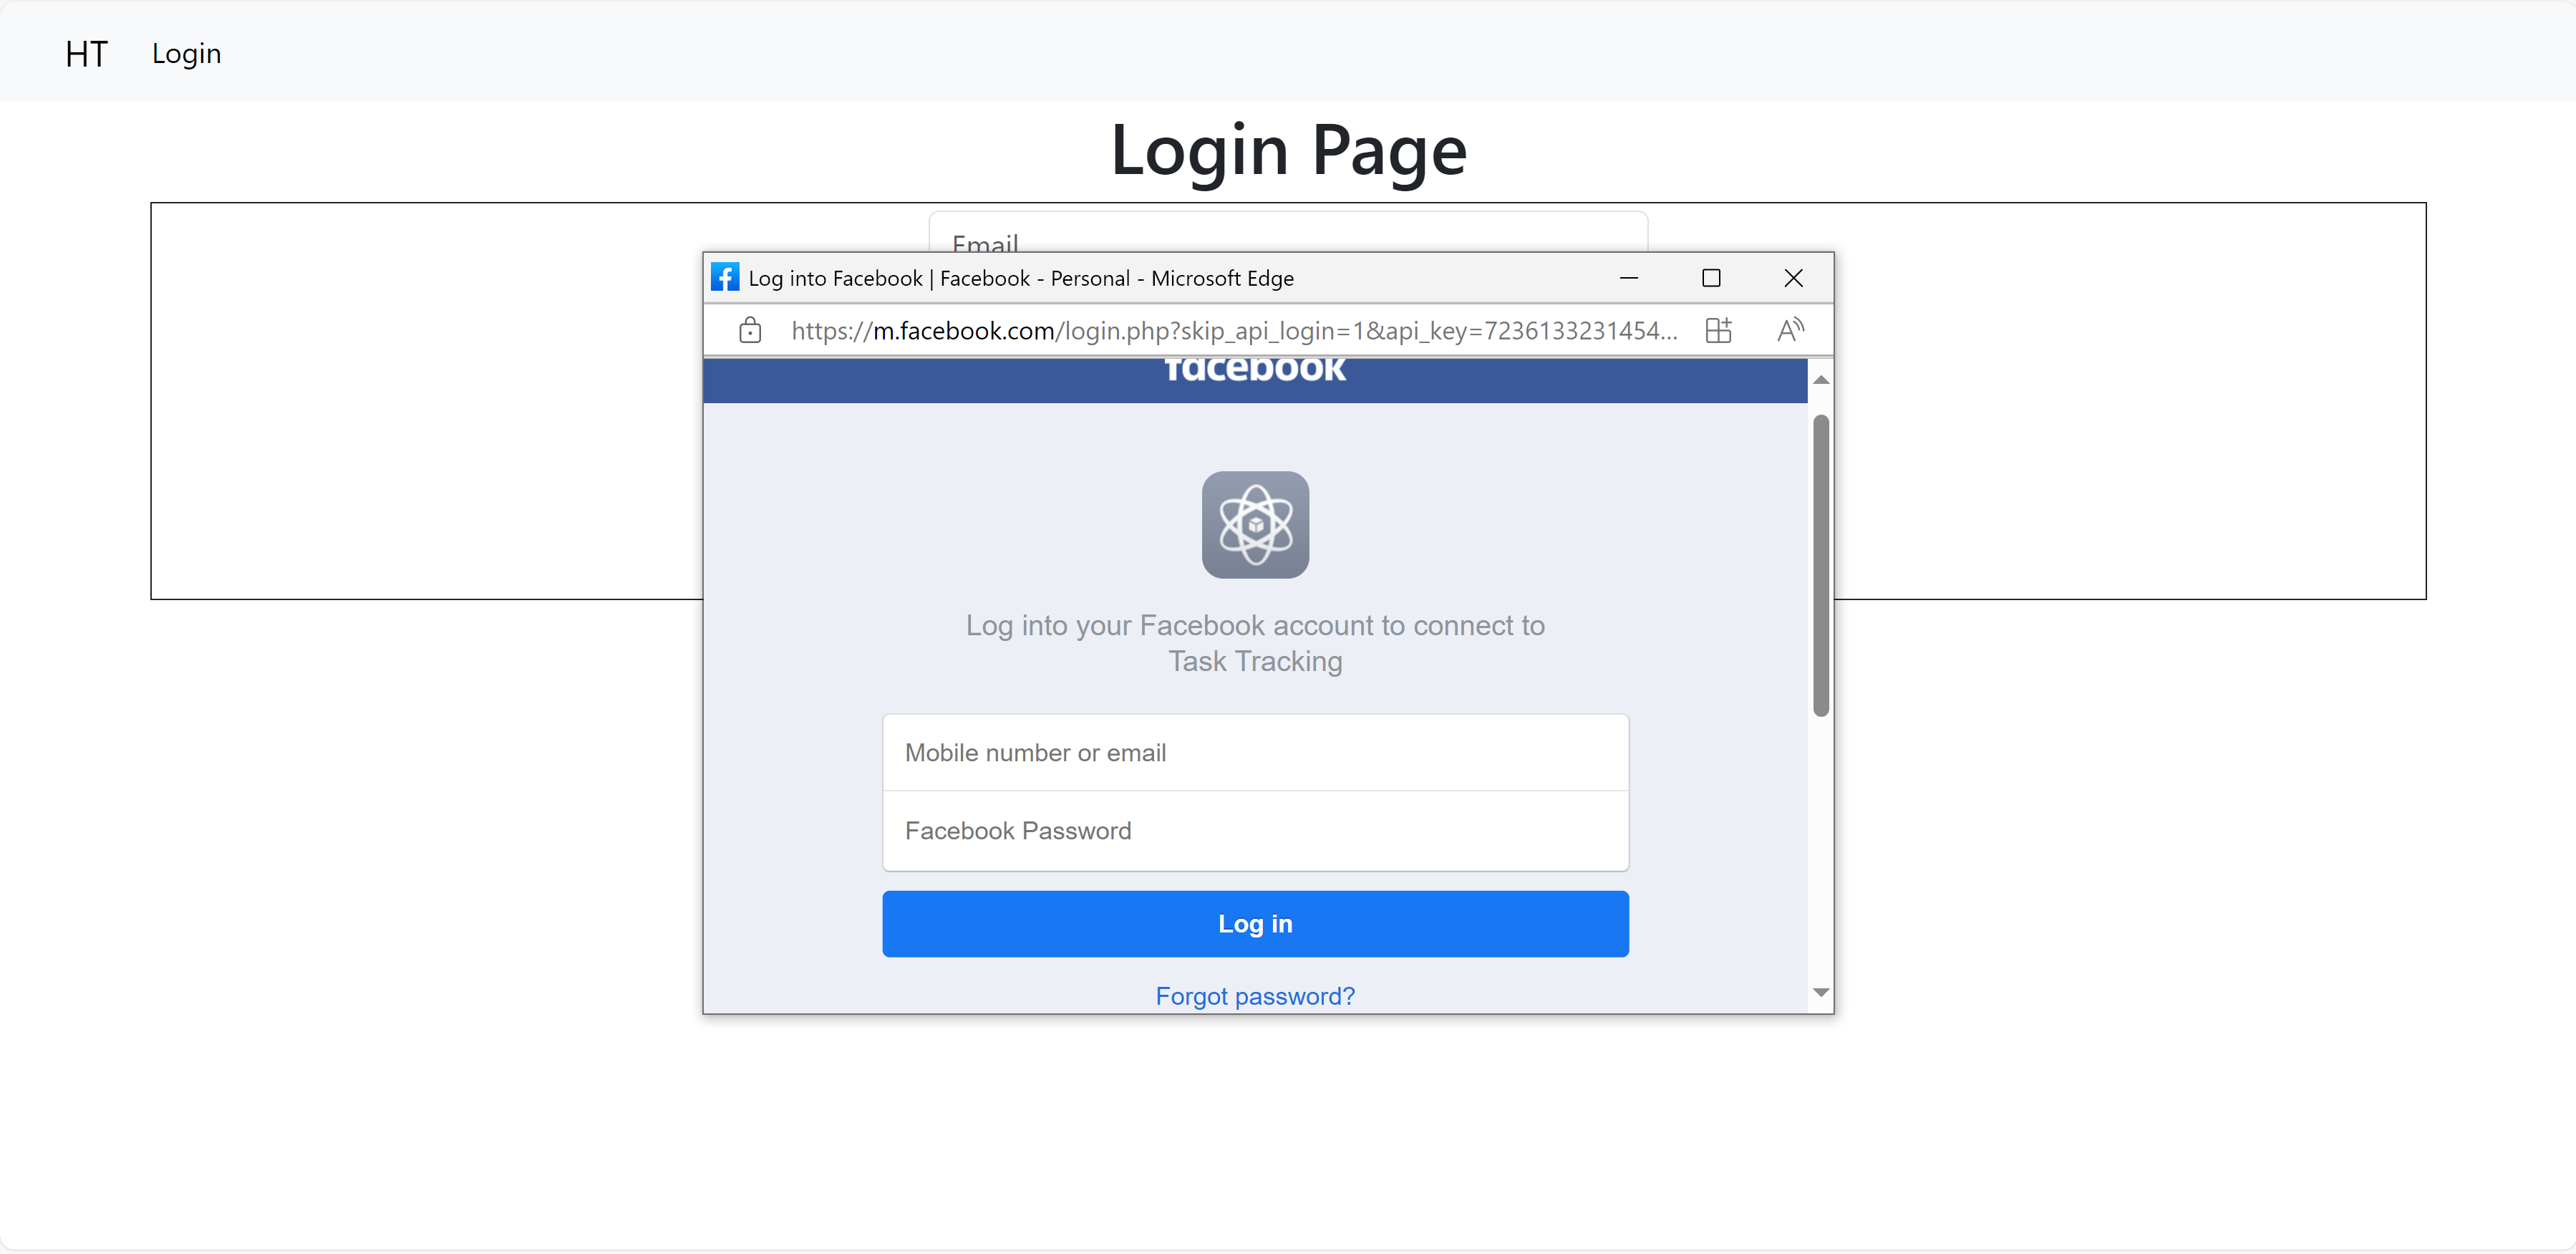 HT Login
Login Page
Email
Log into Facebook | Facebook - Personal - Microsoft Edge
https://m.facebook.com/login.php?skip_api_login=1&api_key=7236133231454...
facebook
Log into your Facebook account to connect to
Task Tracking
Mobile number or email
Facebook Password
Log in
Forgot password?